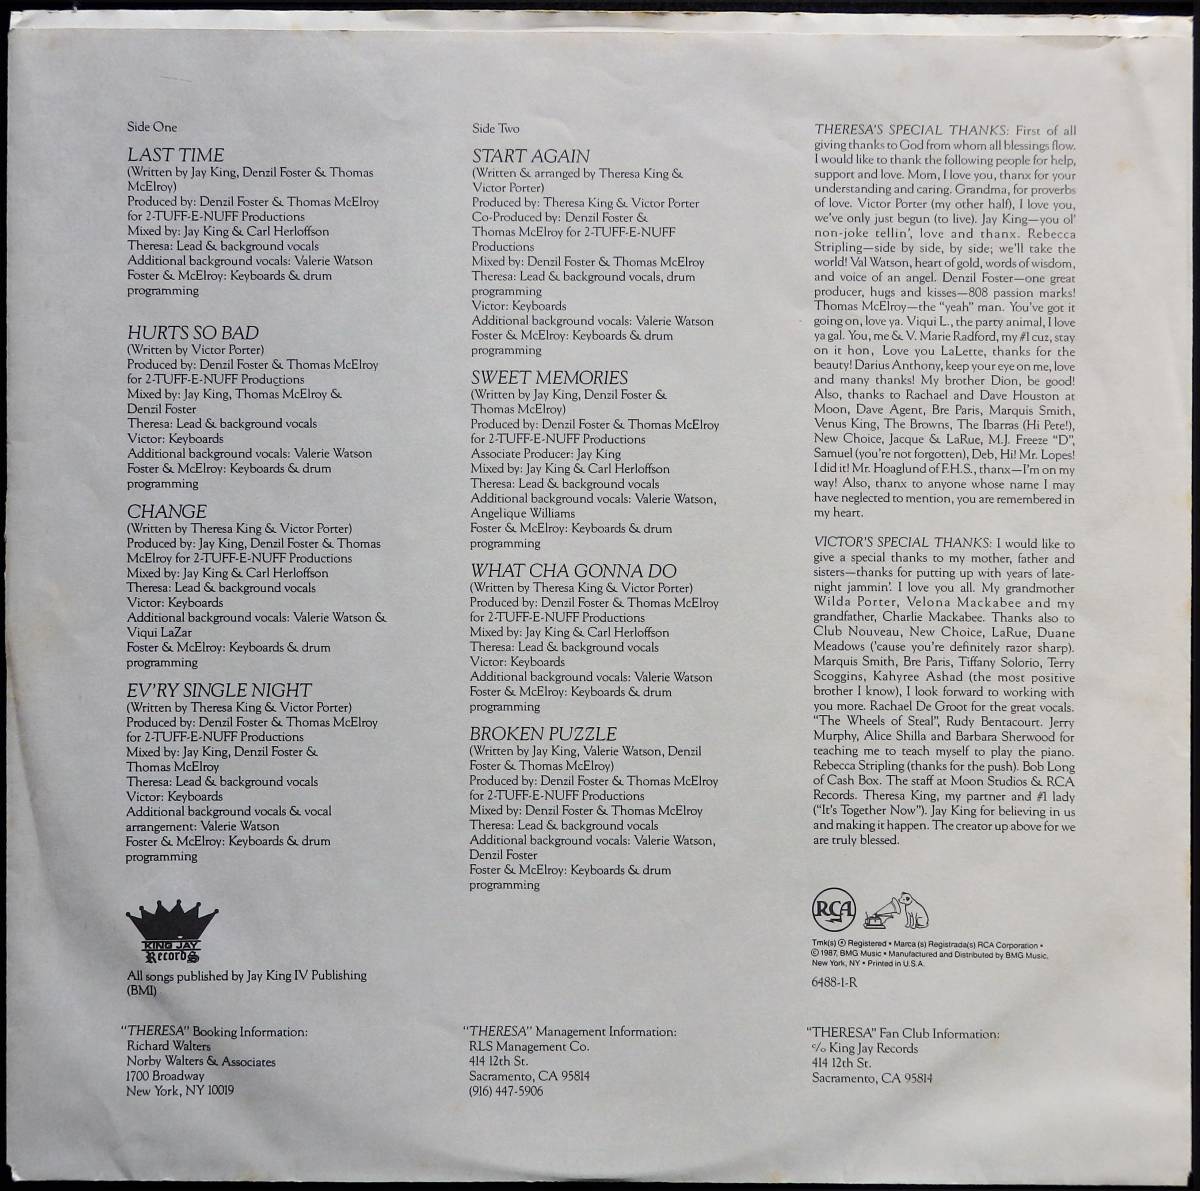 Side One
LAST TIME
(Written by Jay King, Denzil Foster & Thomas
McElroy)
Produced by: Denzil Foster & Thomas McElroy
for 2-TUFF-E-NUFF Productions
Mixed by: Jay King & Carl Herloffson
Theresa: Lead & background vocals
Additional background vocals: Valerie Watson
Foster & McElroy: Keyboards & drum
programming
HURTS SO BAD
(Written by Victor Porter)
Produced by: Denzil Foster & Thomas McElroy
for 2-TUFF-E-NUFF Productions
Mixed by: Jay King, Thomas McElroy &
Denzil Foster
Theresa: Lead & background vocals
Victor: Keyboards
Additional background vocals: Valerie Watson
Foster & McElroy: Keyboards & drum
programming
CHANGE
(Written by Theresa King & Victor Porter)
Produced by: Jay King, Denzil Foster & Thomas
McElroy for 2-TUFF-E-NUFF Productions
Mixed by: Jay King & Carl Herloffson
Theresa: Lead & background vocals
Victor: Keyboards
Additional background vocals: Valerie Watson &
Viqui LaZar
Foster & McElroy: Keyboards & drum
programming
EV'RY SINGLE NIGHT
(Written by Theresa King & Victor Porter)
Produced by: Denzil Foster & Thomas McElroy
for 2-TUFF-E-NUFF Productions
Mixed by: Jay King, Denzil Foster &
Thomas McElroy
Theresa: Lead & background vocals
Victor: Keyboards
Additional background vocals & vocal
arrangement: Valerie Watson
Foster & McElroy: Keyboards & drum
programming
KING JAY
Records
All songs published by Jay King IV Publishing
(BMI)
"THERESA" Booking Information:
Richard Walters
Norby Walters & Associates
1700 Broadway
New York, NY 10019
Side Two
START AGAIN
(Written & arranged by Theresa King &
Victor Porter)
Produced by: Theresa King & Victor Porter
Co-Produced by: Denzil Foster &
Thomas McElroy for 2-TUFF-E-NUFF
Productions
Mixed by: Denzil Foster & Thomas McElroy
Theresa: Lead & background vocals, drum
programming
Victor: Keyboards
Additional background vocals: Valerie Watson
Foster & McElroy: Keyboards & drum
programming
SWEET MEMORIES
(Written by Jay King, Denzil Foster &
Thomas McElroy)
Produced by: Denzil Foster & Thomas McElroy
for 2-TUFF-E-NUFF Productions
Associate Producer: Jay King
Mixed by: Jay King & Carl Herloffson
Theresa: Lead & background vocals
Additional background vocals: Valerie Watson,
Angelique Williams
Foster & McElroy: Keyboards & drum
programming
WHAT CHA GONNA DO
(Written by Theresa King & Victor Porter)
Produced by: Denzil Foster & Thomas McElroy
for 2-TUFF-E-NUFF Productions
Mixed by: Jay King & Carl Herloffson
Theresa: Lead & background vocals
Victor: Keyboards
Additional background vocals: Valerie Watson
Foster & McElroy: Keyboards & drum
programming
BROKEN PUZZLE
(Written by Jay King, Valerie Watson, Denzil
Foster & Thomas McElroy)
Produced by: Denzil Foster & Thomas McElroy
for 2-TUFF-E-NUFF Productions
Mixed by: Denzil Foster & Thomas McElroy
Theresa: Lead & background vocals
Additional background vocals: Valerie Watson,
Denzil Foster
Foster & McElroy: Keyboards & drum
programming
"THERESA" Management Information:
RLS Management Co.
414 12th St.
Sacramento, CA 95814
(916) 447-5906
THERESA'S SPECIAL THANKS: First of all
giving thanks to God from whom all blessings flow.
I would like to thank the following people for help,
support and love. Mom, I love you, thanx for your
understanding and caring. Grandma, for proverbs
of love. Victor Porter (my other half), I love you,
we've only just begun (to live). Jay King—you ol'
non-joke tellin', love and thanx. Rebecca
Stripling—side by side, by side; we'll take the
world! Val Watson, heart of gold, words of wisdom,
and voice of an angel. Denzil Foster—one great
producer, hugs and kisses—808 passion marks!
Thomas McElroy—the "yeah" man. You've got it
going on, love ya. Viqui L., the party animal, I love
ya gal. You, me & V. Marie Radford, my #1 cuz, stay
on it hon, Love you LaLette, thanks for the
beauty! Darius Anthony, keep your eye on me, love
and many thanks! My brother Dion, be good!
Also, thanks to Rachael and Dave Houston at
Moon, Dave Agent, Bre Paris, Marquis Smith,
Venus King, The Browns, The Ibarras (Hi Pete!),
New Choice, Jacque & LaRue, M.J. Freeze "D",
Samuel (you're not forgotten), Deb, Hi! Mr. Lopes!
I did it! Mr. Hoaglund of F.H.S., thanx—I'm on my
way! Also, thanx to anyone whose name I may
have neglected to mention, you are remembered in
my heart.
VICTOR'S SPECIAL THANKS: I would like to
give a special thanks to my mother, father and
sisters—thanks for putting up with years of late-
night jammin'. I love you all. My grandmother
Wilda Porter, Velona Mackabee and my
grandfather, Charlie Mackabee. Thanks also to
Club Nouveau, New Choice, LaRue, Duane
Meadows ('cause you're definitely razor sharp).
Marquis Smith, Bre Paris, Tiffany Solorio, Terry
Scoggins, Kahyree Ashad (the most positive
brother I know), I look forward to working with
you more. Rachael De Groot for the great vocals.
"The Wheels of Steal", Rudy Bentacourt. Jerry
Murphy, Alice Shilla and Barbara Sherwood for
teaching me to teach myself to play the piano.
Rebecca Stripling (thanks for the push). Bob Long
of Cash Box. The staff at Moon Studios & RCA
Records. Theresa King, my partner and #1 lady
("It's Together Now"). Jay King for believing in us
and making it happen. The creator up above for we
are truly blessed.
RCA
Tmk(s) ® Registered • Marca (s) Registrada(s) RCA Corporation •
© 1987, BMG Music • Manufactured and Distributed by BMG Music,
New York, NY • Printed in U.S.A.
6488-1-R
"THERESA" Fan Club Information:
c/o King Jay Records
414 12th St.
Sacramento, CA 95814